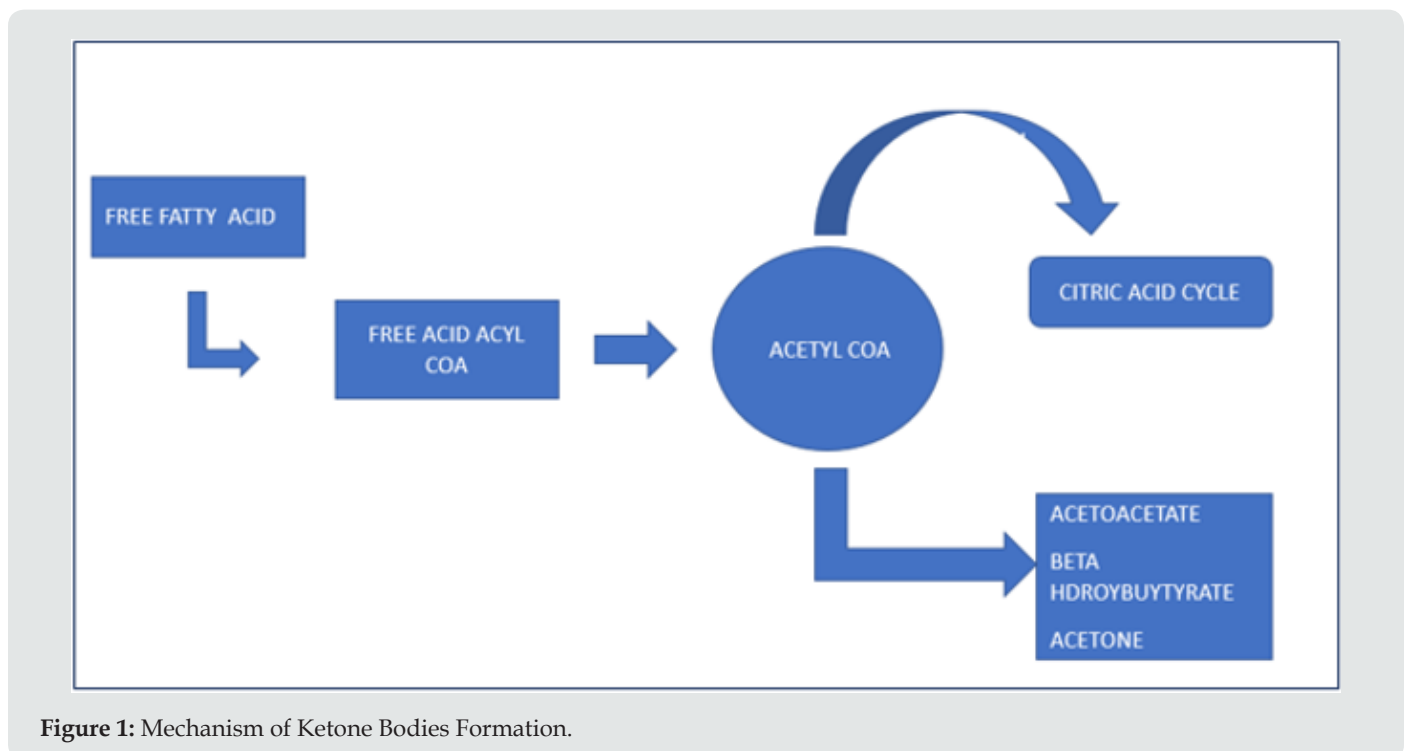 FREE FATTY ACID
FREE ACID ACYL
COA
ACETYL COA
CITRIC ACID CYCLE
ACETOACETATE
BETA
HDROYBUYTYRATE
ACETONE
Figure 1: Mechanism of Ketone Bodies Formation.